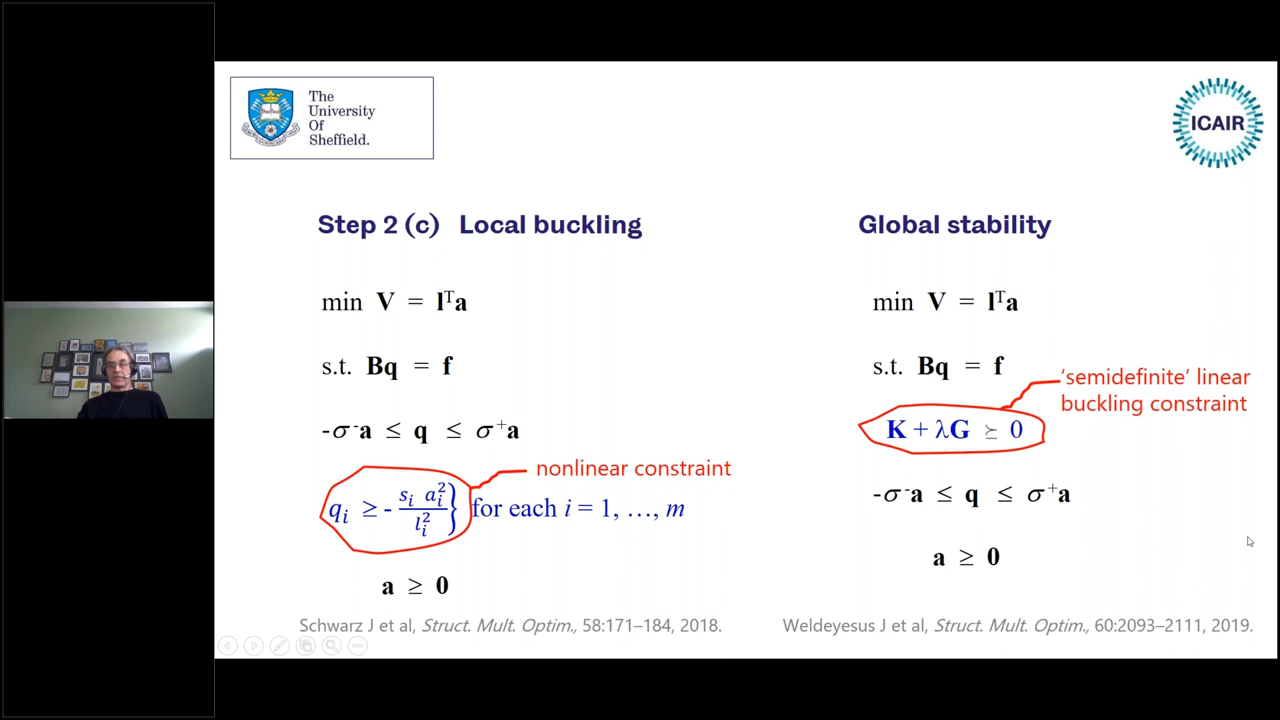 The
University
Of
Sheffield.
ICAIR
Step 2 (c) Local buckling
min V = lᵀa
s.t. Bq = f
-σ⁻a ≤ q ≤ σ⁺a
nonlinear constraint
qᵢ ≥ - sᵢ aᵢ² / lᵢ² } for each i = 1, …, m
a ≥ 0
Schwarz J et al, Struct. Mult. Optim., 58:171–184, 2018.
Global stability
min V = lᵀa
s.t. Bq = f
'semidefinite' linear
buckling constraint
K + λG ⪰ 0
-σ⁻a ≤ q ≤ σ⁺a
a ≥ 0
Weldeyesus J et al, Struct. Mult. Optim., 60:2093–2111, 2019.